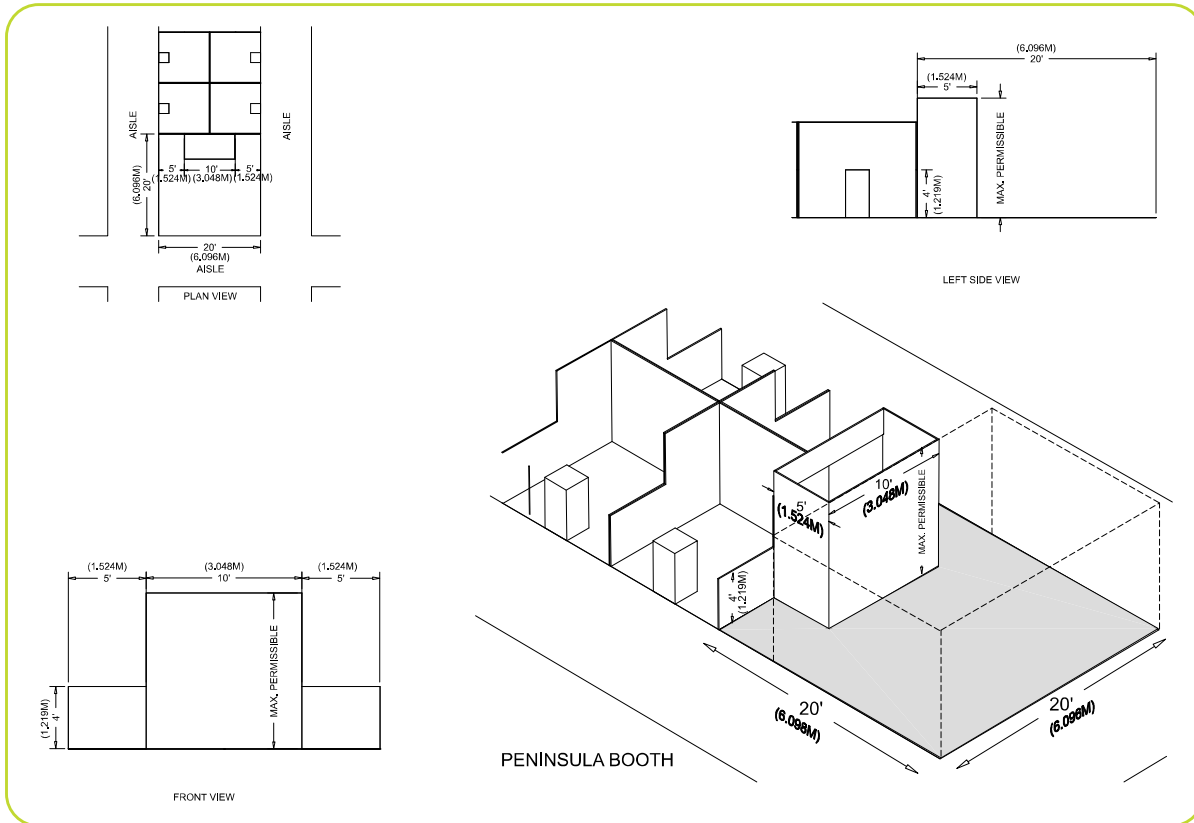 AISLE
AISLE
5' 10' 5'
(1.524M) (3.048M) (1.524M)
(6.096M)
20'
20'
(6.096M)
AISLE
PLAN VIEW
(6.096M)
20'
(1.524M)
5'
MAX. PERMISSIBLE
4'
(1.219M)
LEFT SIDE VIEW
(1.524M) (3.048M) (1.524M)
5' 10' 5'
MAX. PERMISSIBLE
(1.219M)
4'
FRONT VIEW
5'
(1.524M)
10'
(3.048M)
MAX. PERMISSIBLE
4'
(1.219M)
20'
(6.098M)
20'
(6.096M)
PENINSULA BOOTH